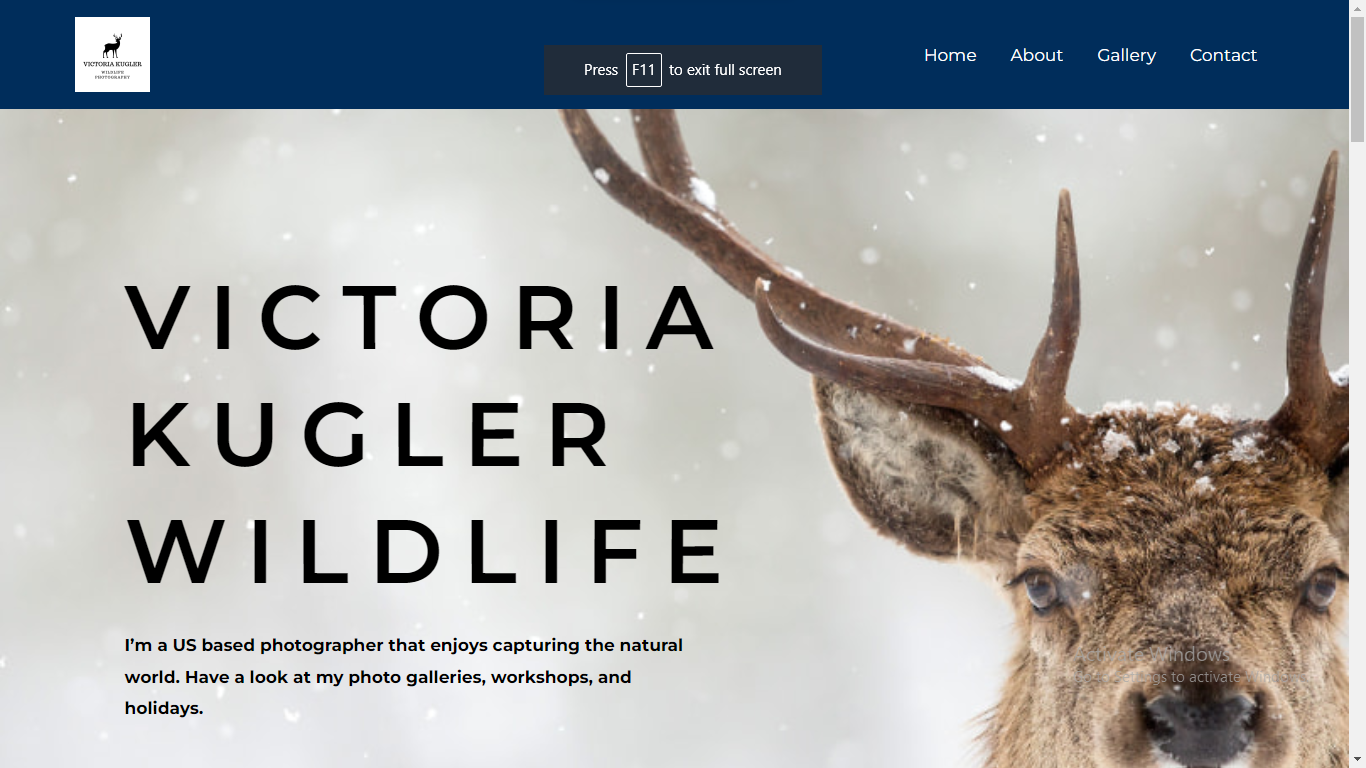 VICTORIA KUGLER
WILDLIFE
PHOTOGRAPHY
Press F11 to exit full screen
Home About Gallery Contact
VICTORIA
KUGLER
WILDLIFE
I’m a US based photographer that enjoys capturing the natural
world. Have a look at my photo galleries, workshops, and
holidays.
Activate Windows
Go to Settings to activate Windows.